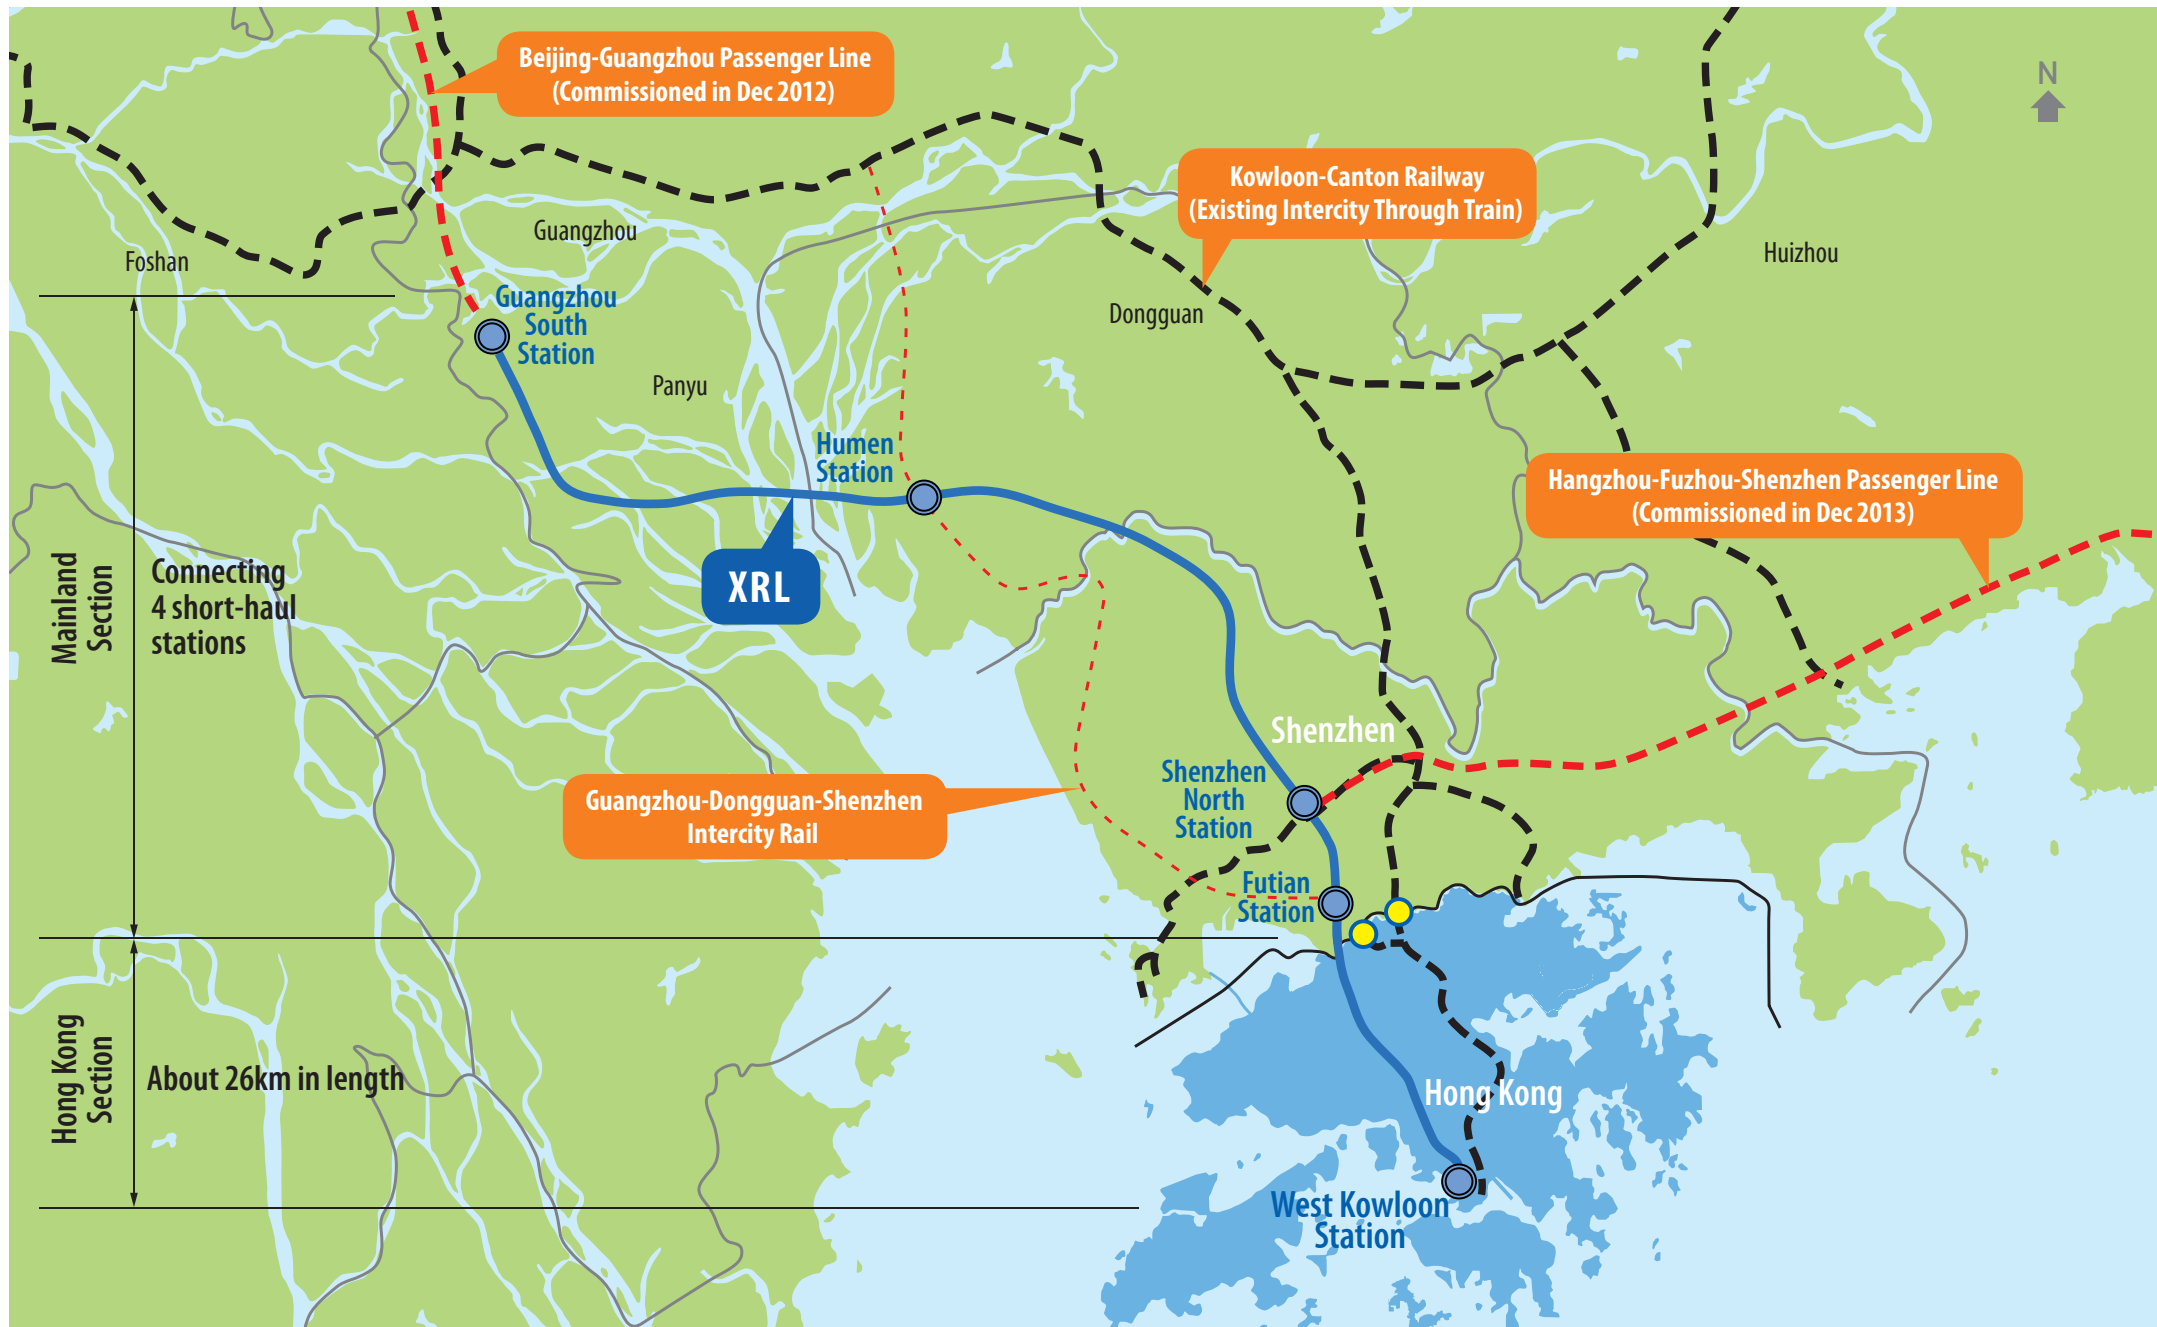 Beijing-Guangzhou Passenger Line
(Commissioned in Dec 2012)
N
Kowloon-Canton Railway
(Existing Intercity Through Train)
Guangzhou
Foshan
Huizhou
Guangzhou
South
Station
Dongguan
Panyu
Humen
Station
Hangzhou-Fuzhou-Shenzhen Passenger Line
(Commissioned in Dec 2013)
XRL
Mainland
Section
Connecting
4 short-haul
stations
Shenzhen
Shenzhen
North
Station
Guangzhou-Dongguan-Shenzhen
Intercity Rail
Futian
Station
Hong Kong
Section
About 26km in length
Hong Kong
West Kowloon
Station